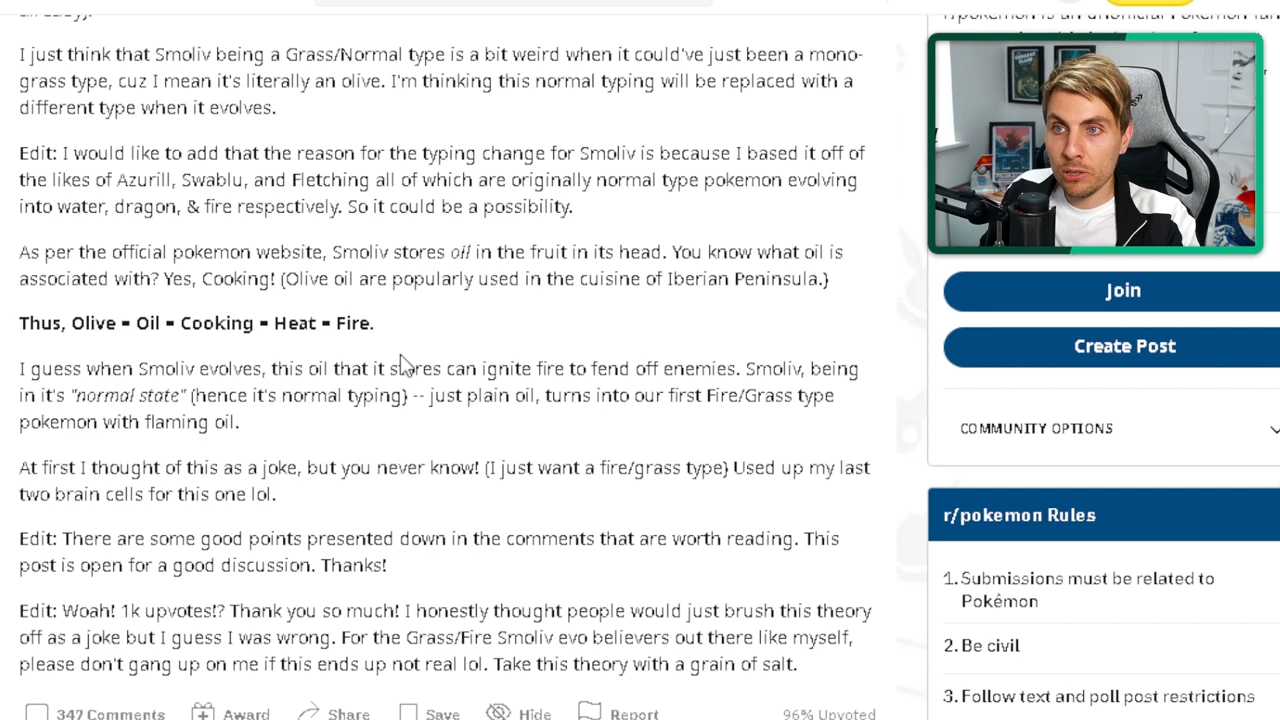 I just think that Smoliv being a Grass/Normal type is a bit weird when it could've just been a mono-
grass type, cuz I mean it's literally an olive. I'm thinking this normal typing will be replaced with a
different type when it evolves.
Edit: I would like to add that the reason for the typing change for Smoliv is because I based it off of
the likes of Azurill, Swablu, and Fletching all of which are originally normal type pokemon evolving
into water, dragon, & fire respectively. So it could be a possibility.
As per the official pokemon website, Smoliv stores oil in the fruit in its head. You know what oil is
associated with? Yes, Cooking! (Olive oil are popularly used in the cuisine of Iberian Peninsula.)
Thus, Olive = Oil = Cooking = Heat = Fire.
I guess when Smoliv evolves, this oil that it stores can ignite fire to fend off enemies. Smoliv, being
in it's "normal state" (hence it's normal typing) -- just plain oil, turns into our first Fire/Grass type
pokemon with flaming oil.
At first I thought of this as a joke, but you never know! (I just want a fire/grass type) Used up my last
two brain cells for this one lol.
Edit: There are some good points presented down in the comments that are worth reading. This
post is open for a good discussion. Thanks!
Edit: Woah! 1k upvotes!? Thank you so much! I honestly thought people would just brush this theory
off as a joke but I guess I was wrong. For the Grass/Fire Smoliv evo believers out there like myself,
please don't gang up on me if this ends up not real lol. Take this theory with a grain of salt.
347 Comments Award Share Save Hide Report 96% Upvoted
Join
Create Post
COMMUNITY OPTIONS
r/pokemon Rules
1. Submissions must be related to
Pokémon
2. Be civil
3. Follow text and poll post restrictions